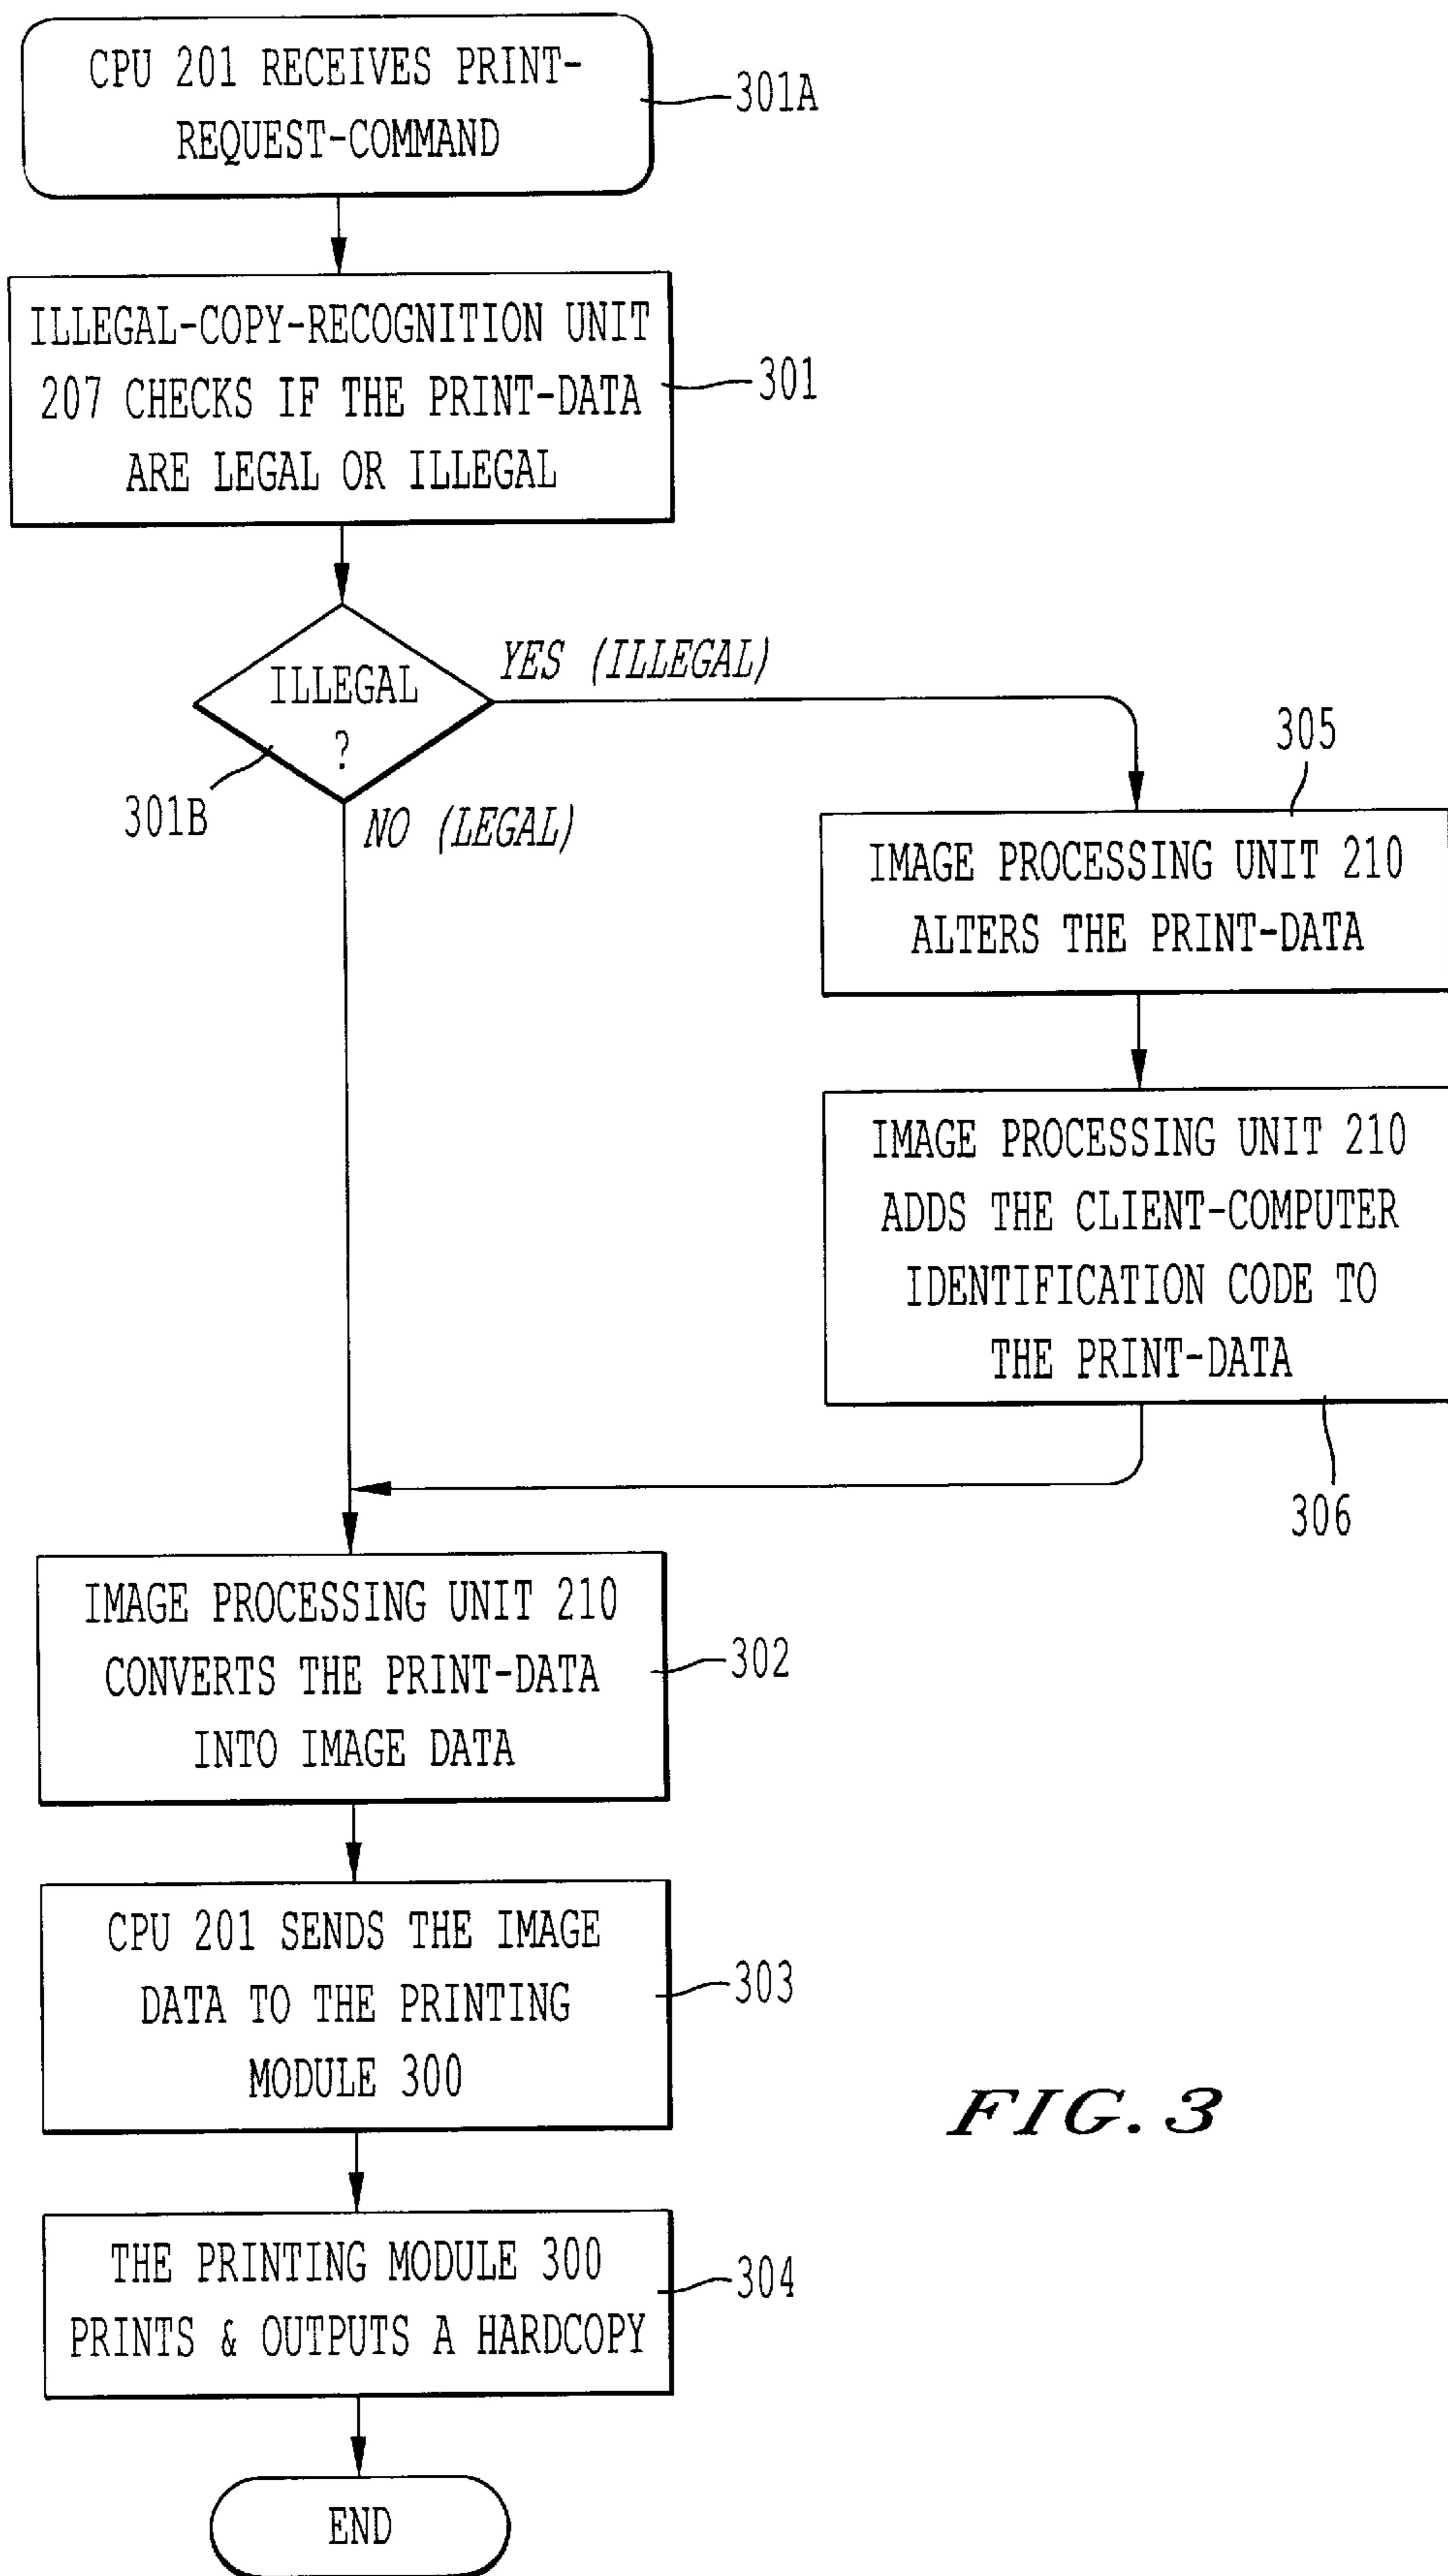 CPU 201 RECEIVES PRINT-
REQUEST-COMMAND
301A
ILLEGAL-COPY-RECOGNITION UNIT
207 CHECKS IF THE PRINT-DATA
ARE LEGAL OR ILLEGAL
301
ILLEGAL
?
301B
YES (ILLEGAL)
NO (LEGAL)
305
IMAGE PROCESSING UNIT 210
ALTERS THE PRINT-DATA
IMAGE PROCESSING UNIT 210
ADDS THE CLIENT-COMPUTER
IDENTIFICATION CODE TO
THE PRINT-DATA
306
IMAGE PROCESSING UNIT 210
CONVERTS THE PRINT-DATA
INTO IMAGE DATA
302
CPU 201 SENDS THE IMAGE
DATA TO THE PRINTING
MODULE 300
303
THE PRINTING MODULE 300
PRINTS & OUTPUTS A HARDCOPY
304
END
FIG. 3